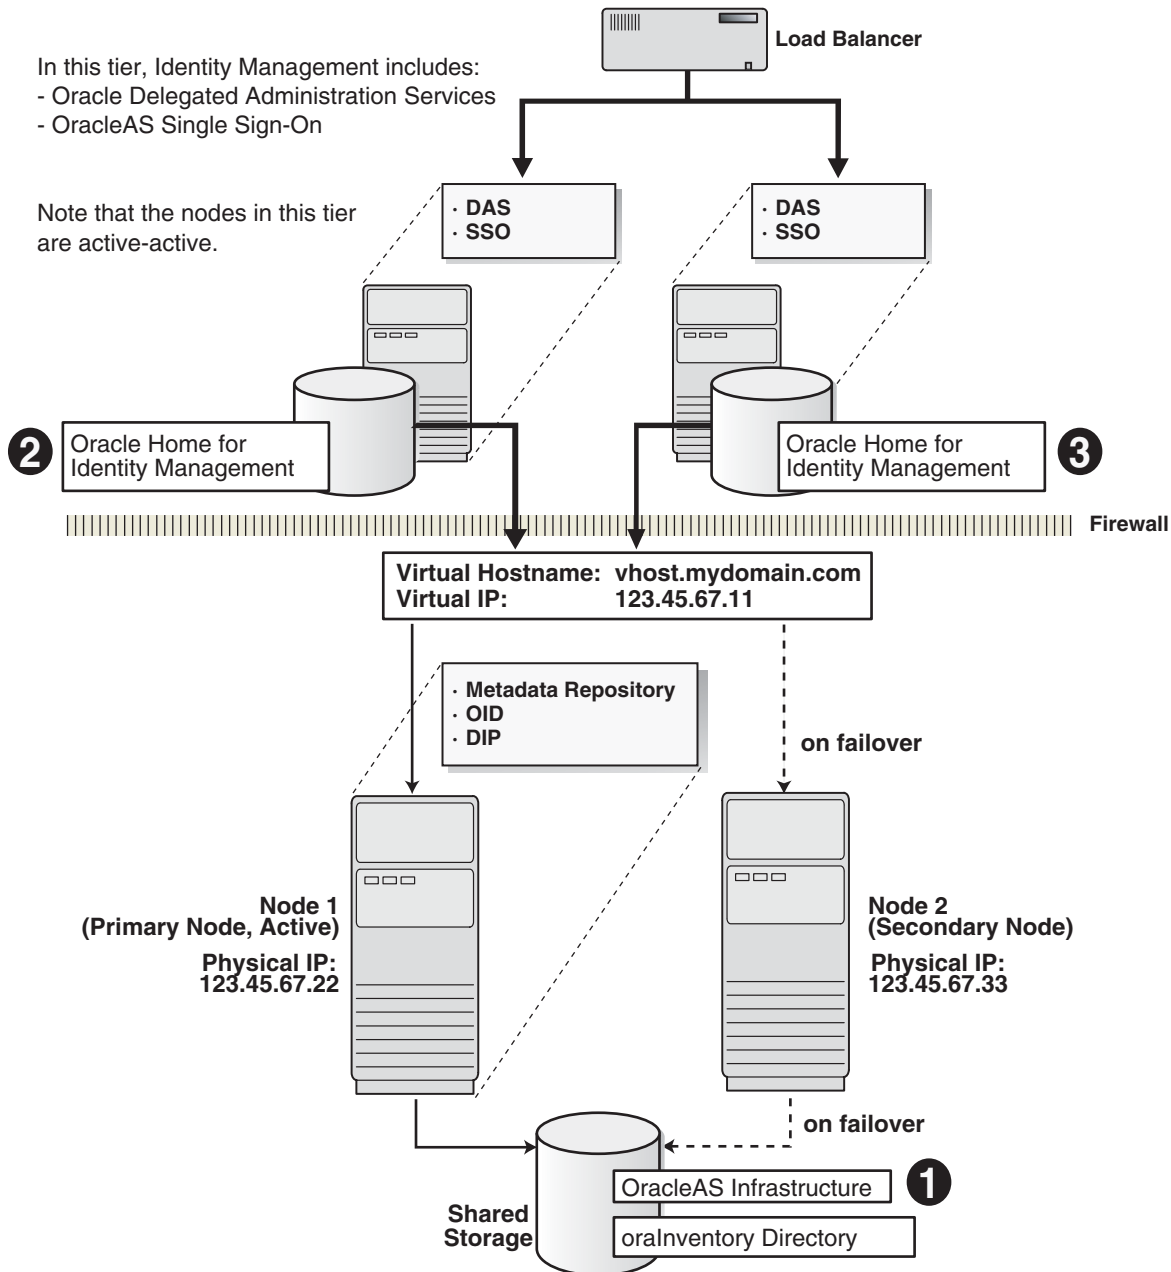 Load Balancer
In this tier, Identity Management includes:
- Oracle Delegated Administration Services
- OracleAS Single Sign-On
Note that the nodes in this tier
are active-active.
· DAS
· SSO
· DAS
· SSO
2
Oracle Home for
Identity Management
Oracle Home for
Identity Management
3
Firewall
Virtual Hostname: vhost.mydomain.com
Virtual IP: 123.45.67.11
· Metadata Repository
· OID
· DIP
on failover
Node 1
(Primary Node, Active)
Physical IP:
123.45.67.22
Node 2
(Secondary Node)
Physical IP:
123.45.67.33
on failover
OracleAS Infrastructure
1
Shared
Storage
oraInventory Directory